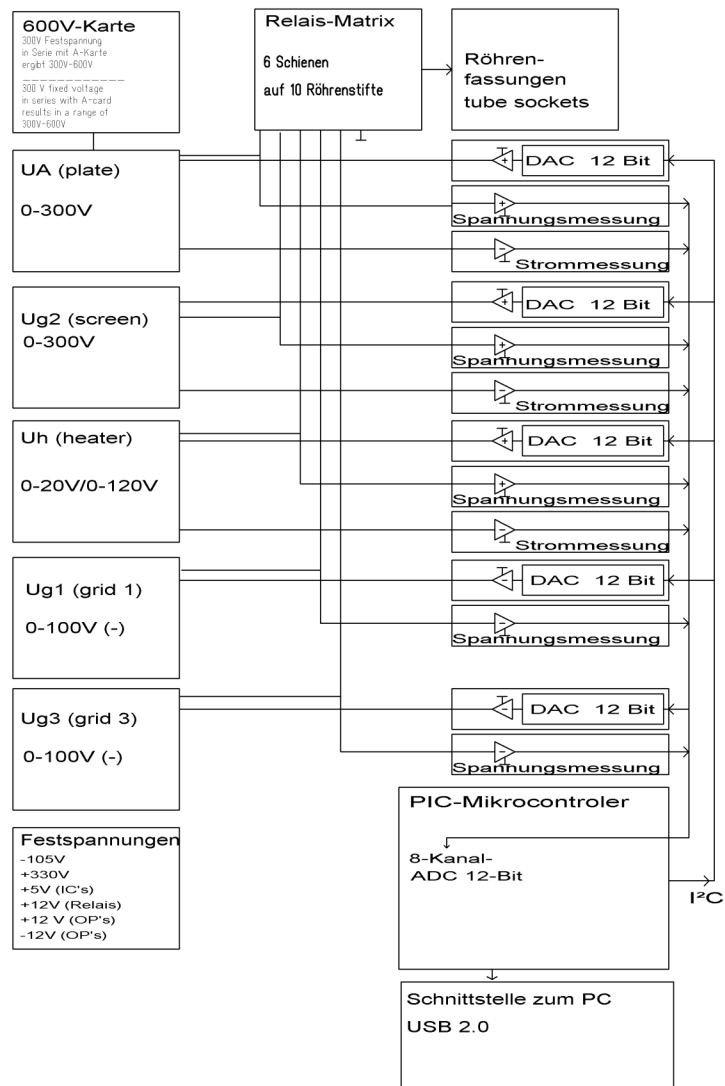 600V-Karte
300V Festspannung
in Serie mit A-Karte
ergibt 300V-600V
300 V fixed voltage
in series with A-card
results in a range of
300V-600V
Relais-Matrix
6 Schienen
auf 10 Röhrenstifte
Röhren-
fassungen
tube sockets
UA (plate)
0-300V
DAC 12 Bit
Spannungsmessung
Strommessung
Ug2 (screen)
0-300V
DAC 12 Bit
Spannungsmessung
Strommessung
Uh (heater)
0-20V/0-120V
DAC 12 Bit
Spannungsmessung
Strommessung
Ug1 (grid 1)
0-100V (-)
DAC 12 Bit
Spannungsmessung
Ug3 (grid 3)
0-100V (-)
DAC 12 Bit
Spannungsmessung
Festspannungen
-105V
+330V
+5V (IC's)
+12V (Relais)
+12 V (OP's)
-12V (OP's)
PIC-Mikrocontroler
8-Kanal-
ADC 12-Bit
I²C
Schnittstelle zum PC
USB 2.0